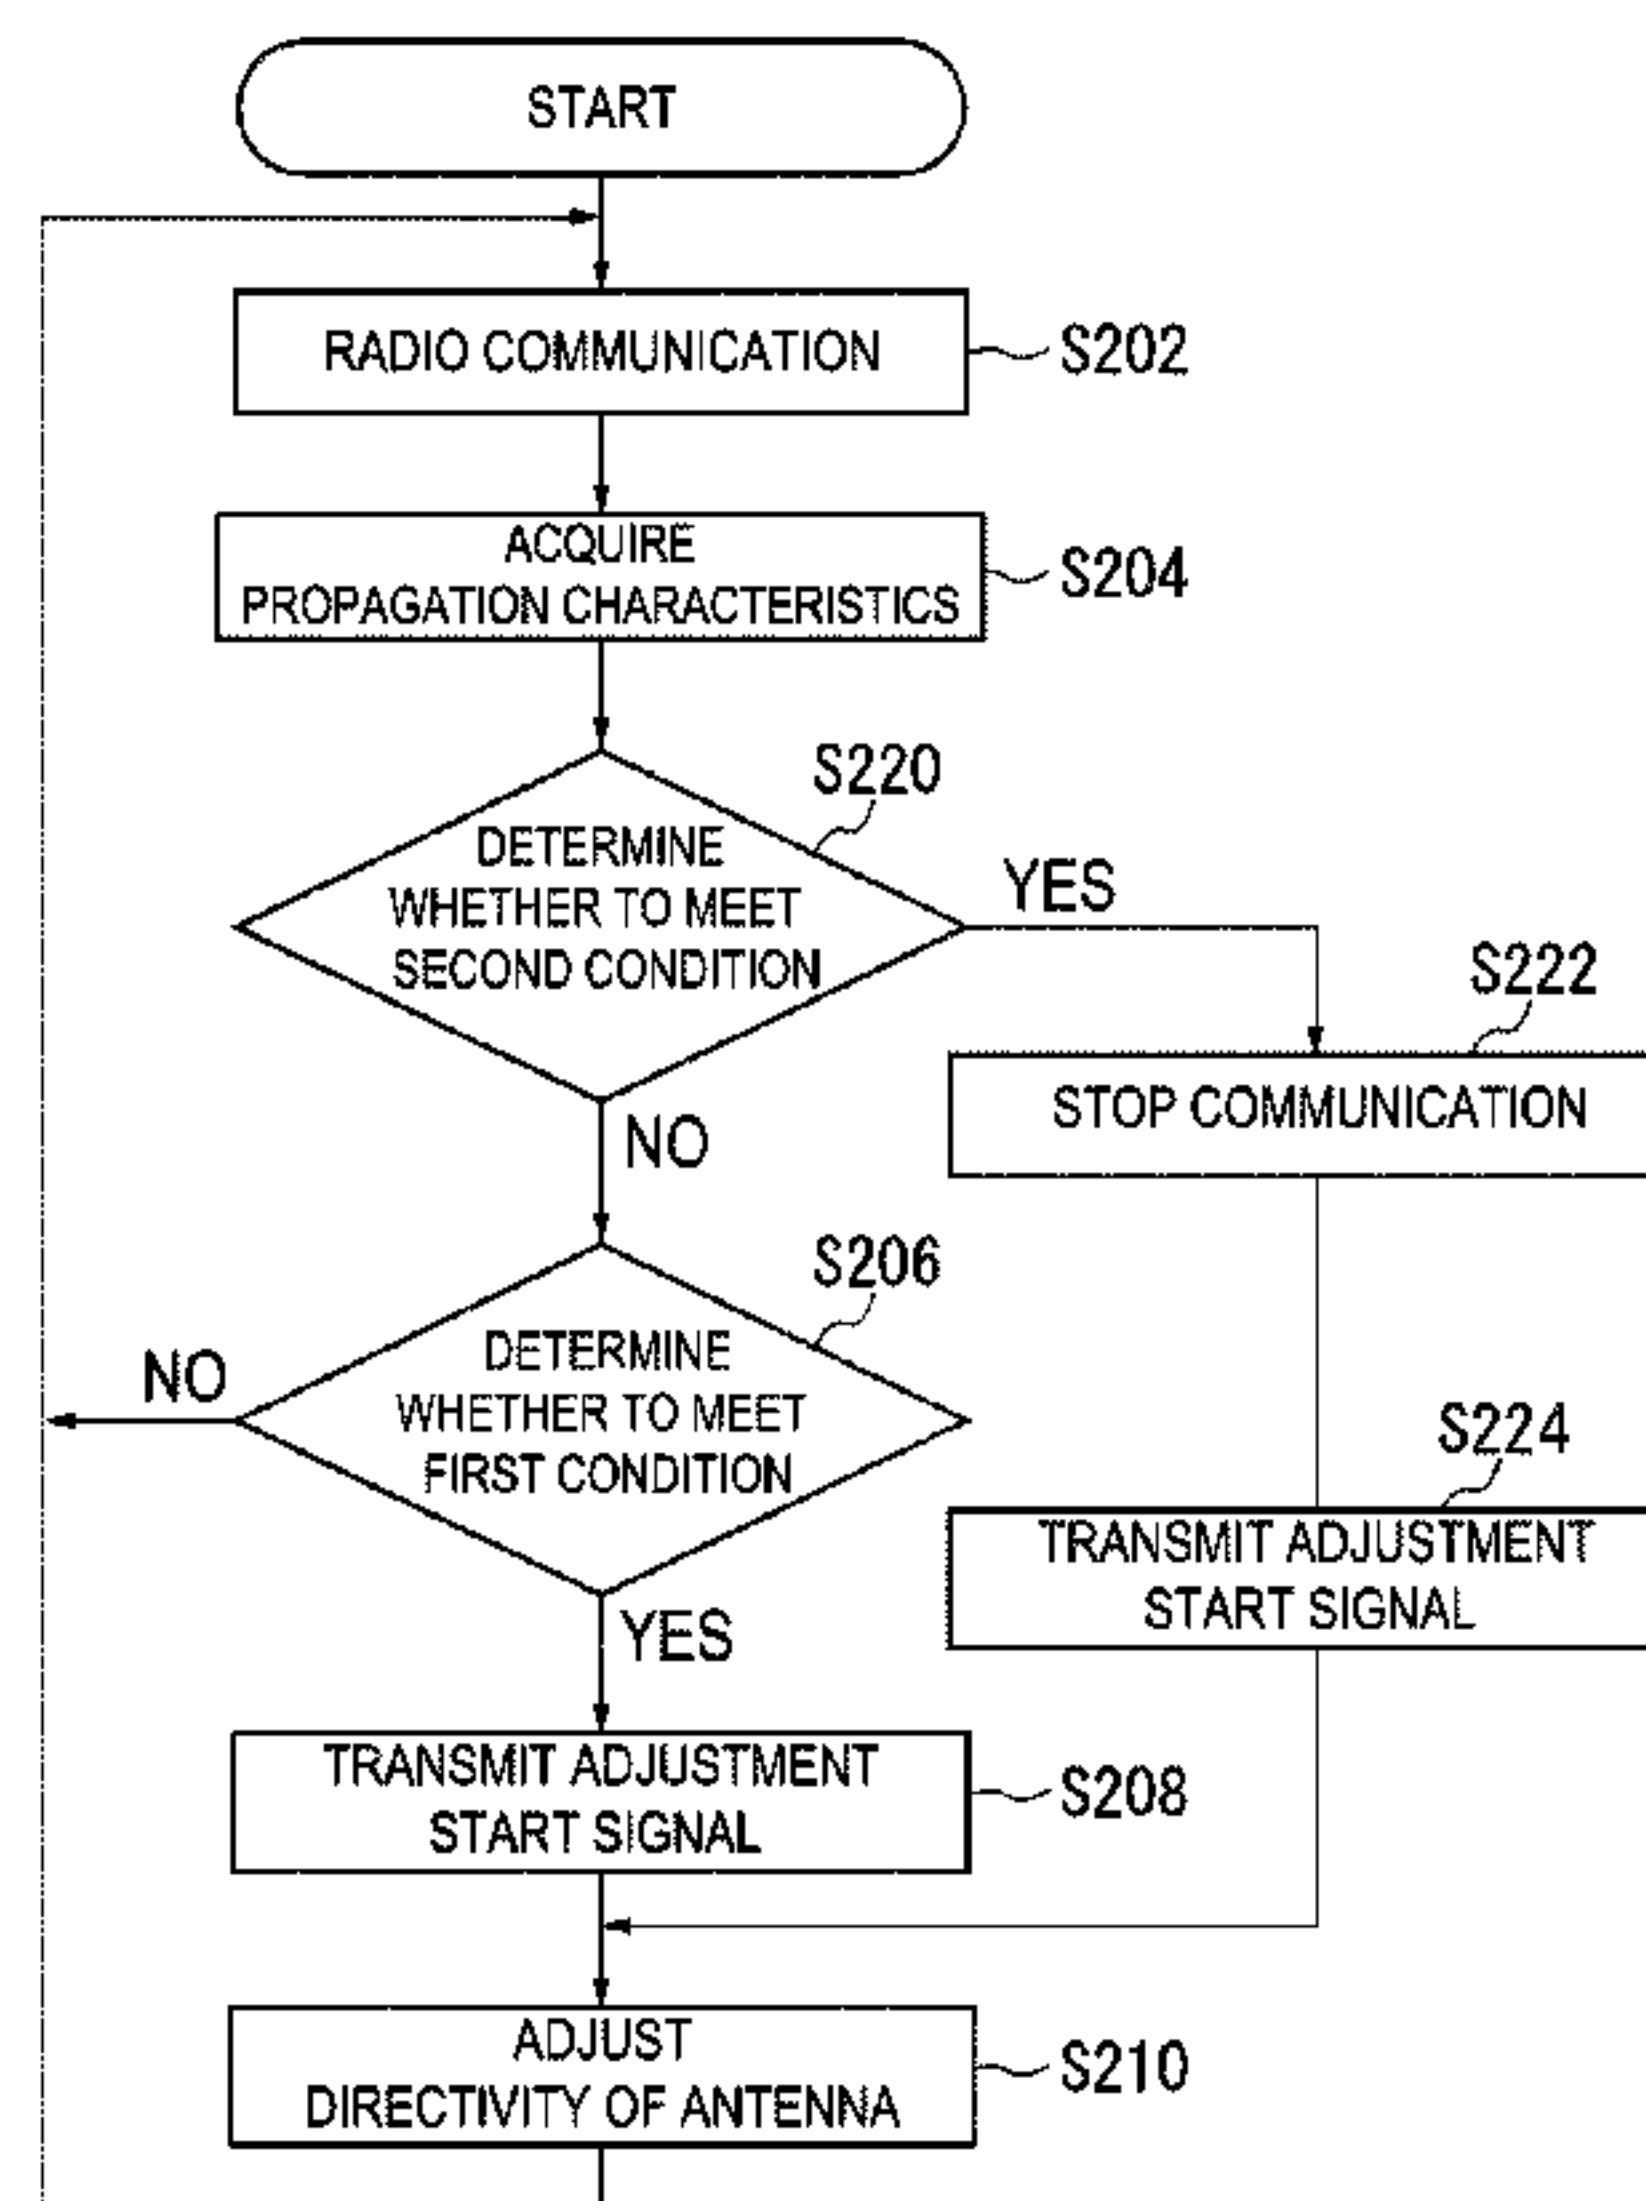 START
RADIO COMMUNICATION
S202
ACQUIRE
PROPAGATION CHARACTERISTICS
S204
S220
DETERMINE
WHETHER TO MEET
SECOND CONDITION
YES
NO
S222
STOP COMMUNICATION
S206
DETERMINE
WHETHER TO MEET
FIRST CONDITION
NO
YES
S224
TRANSMIT ADJUSTMENT
START SIGNAL
TRANSMIT ADJUSTMENT
START SIGNAL
S208
ADJUST
DIRECTIVITY OF ANTENNA
S210